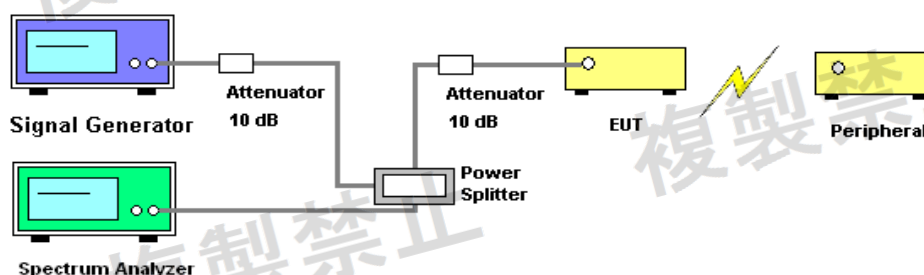 Signal Generator
Attenuator
10 dB
Attenuator
10 dB
EUT
Peripheral
Power
Splitter
Spectrum Analyzer
複製禁
複製禁止